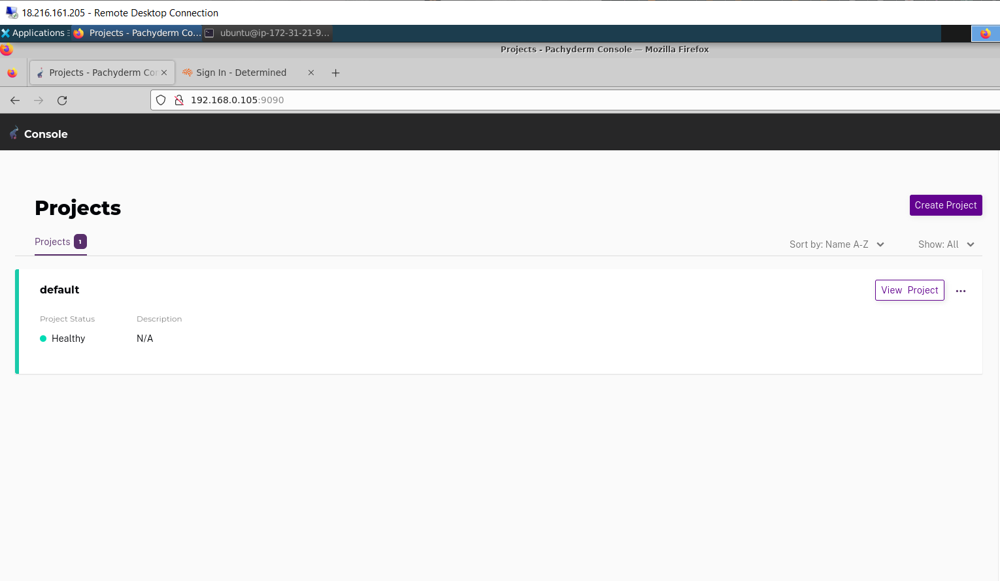 18.216.161.205 - Remote Desktop Connection
Applications Projects - Pachyderm Co... ubuntu@ip-172-31-21-9...
Projects - Pachyderm Console — Mozilla Firefox
Projects - Pachyderm Con Sign In - Determined
192.168.0.105:9090
Console
Projects
Create Project
Projects 1
Sort by: Name A-Z Show: All
default
View Project
Project Status Description
Healthy N/A